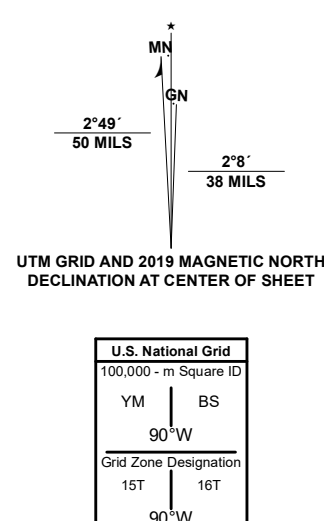 ★
MN
GN
2°49´
50 MILS
2°8´
38 MILS
UTM GRID AND 2019 MAGNETIC NORTH
DECLINATION AT CENTER OF SHEET
U.S. National Grid
100,000 - m Square ID
YM BS
90°W
Grid Zone Designation
15T 16T
90°W